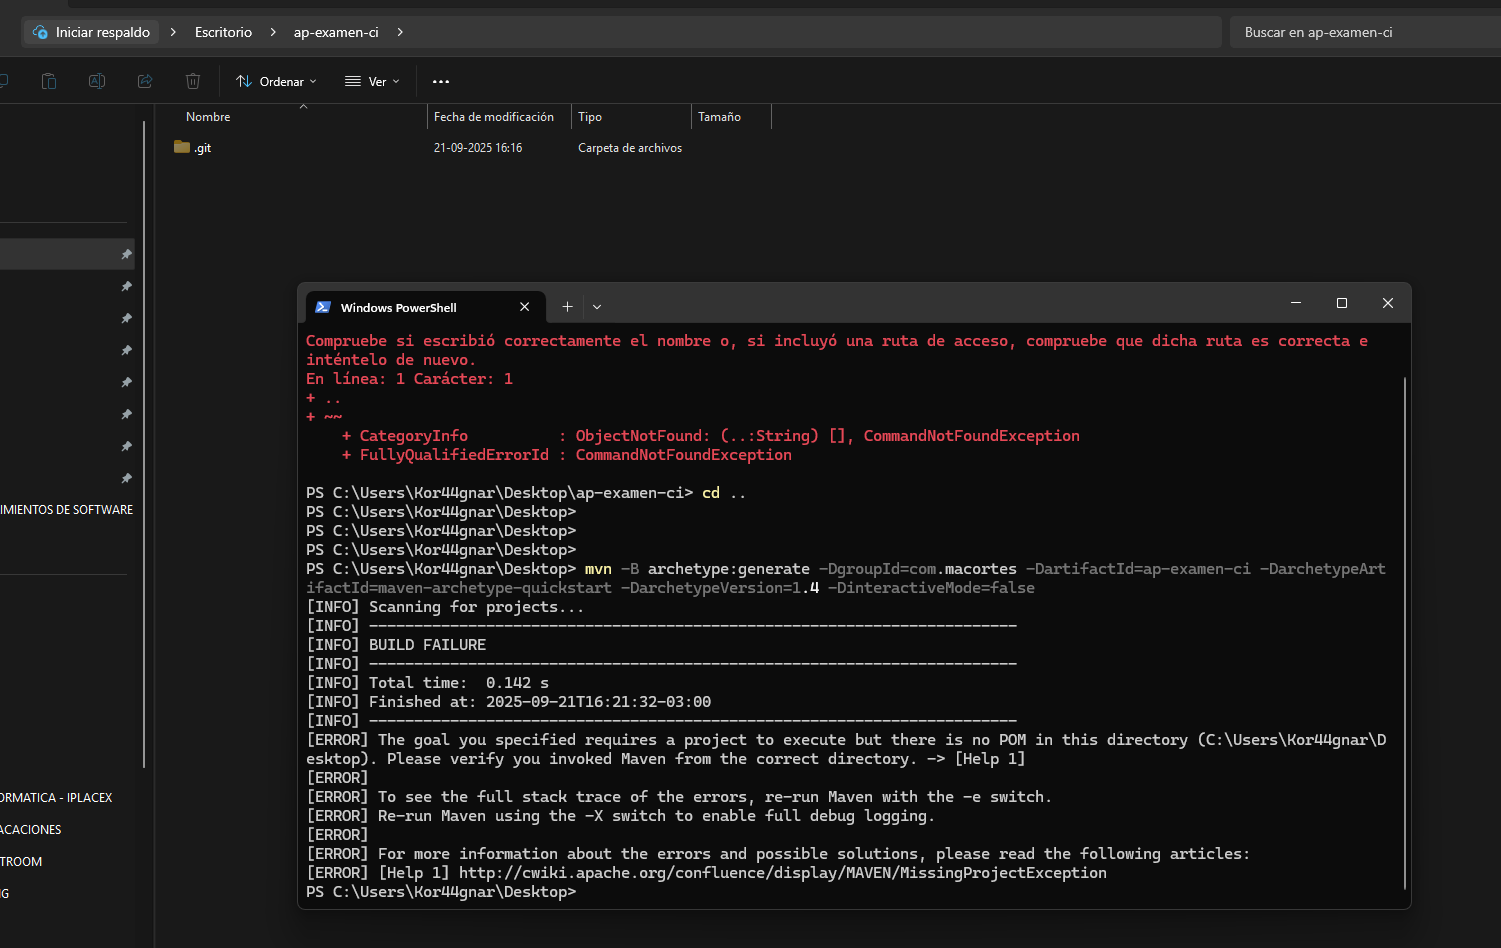 Iniciar respaldo > Escritorio > ap-examen-ci >
Buscar en ap-examen-ci
Ordenar
Ver
Nombre
Fecha de modificación
Tipo
Tamaño
.git
21-09-2025 16:16
Carpeta de archivos
IMIENTOS DE SOFTWARE
ORMATICA - IPLACEX
ACACIONES
TROOM
IG
Windows PowerShell
Compruebe si escribió correctamente el nombre o, si incluyó una ruta de acceso, compruebe que dicha ruta es correcta e
inténtelo de nuevo.
En línea: 1 Carácter: 1
+ ..
+ ~~
    + CategoryInfo          : ObjectNotFound: (..:String) [], CommandNotFoundException
    + FullyQualifiedErrorId : CommandNotFoundException
PS C:\Users\Kor44gnar\Desktop\ap-examen-ci> cd ..
PS C:\Users\Kor44gnar\Desktop>
PS C:\Users\Kor44gnar\Desktop>
PS C:\Users\Kor44gnar\Desktop>
PS C:\Users\Kor44gnar\Desktop> mvn -B archetype:generate -DgroupId=com.macortes -DartifactId=ap-examen-ci -DarchetypeArt
ifactId=maven-archetype-quickstart -DarchetypeVersion=1.4 -DinteractiveMode=false
[INFO] Scanning for projects...
[INFO] ------------------------------------------------------------------------
[INFO] BUILD FAILURE
[INFO] ------------------------------------------------------------------------
[INFO] Total time:  0.142 s
[INFO] Finished at: 2025-09-21T16:21:32-03:00
[INFO] ------------------------------------------------------------------------
[ERROR] The goal you specified requires a project to execute but there is no POM in this directory (C:\Users\Kor44gnar\D
esktop). Please verify you invoked Maven from the correct directory. -> [Help 1]
[ERROR]
[ERROR] To see the full stack trace of the errors, re-run Maven with the -e switch.
[ERROR] Re-run Maven using the -X switch to enable full debug logging.
[ERROR]
[ERROR] For more information about the errors and possible solutions, please read the following articles:
[ERROR] [Help 1] http://cwiki.apache.org/confluence/display/MAVEN/MissingProjectException
PS C:\Users\Kor44gnar\Desktop>